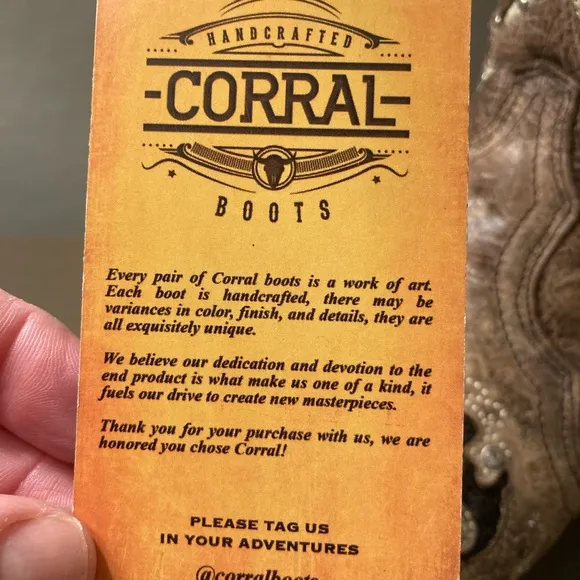 HANDCRAFTED
CORRAL
BOOTS
Every pair of Corral boots is a work of art.
Each boot is handcrafted, there may be
variances in color, finish, and details, they are
all exquisitely unique.
We believe our dedication and devotion to the
end product is what make us one of a kind, it
fuels our drive to create new masterpieces.
Thank you for your purchase with us, we are
honored you chose Corral!
PLEASE TAG US
IN YOUR ADVENTURES
@corralboots